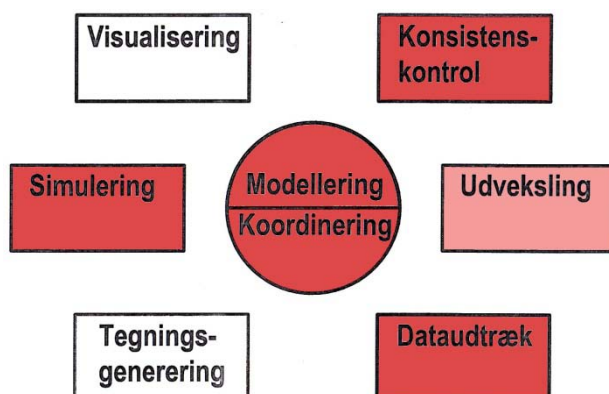 Visualisering
Konsistens-
kontrol
Simulering
Modellering
Koordinering
Udveksling
Tegnings-
generering
Dataudtræk